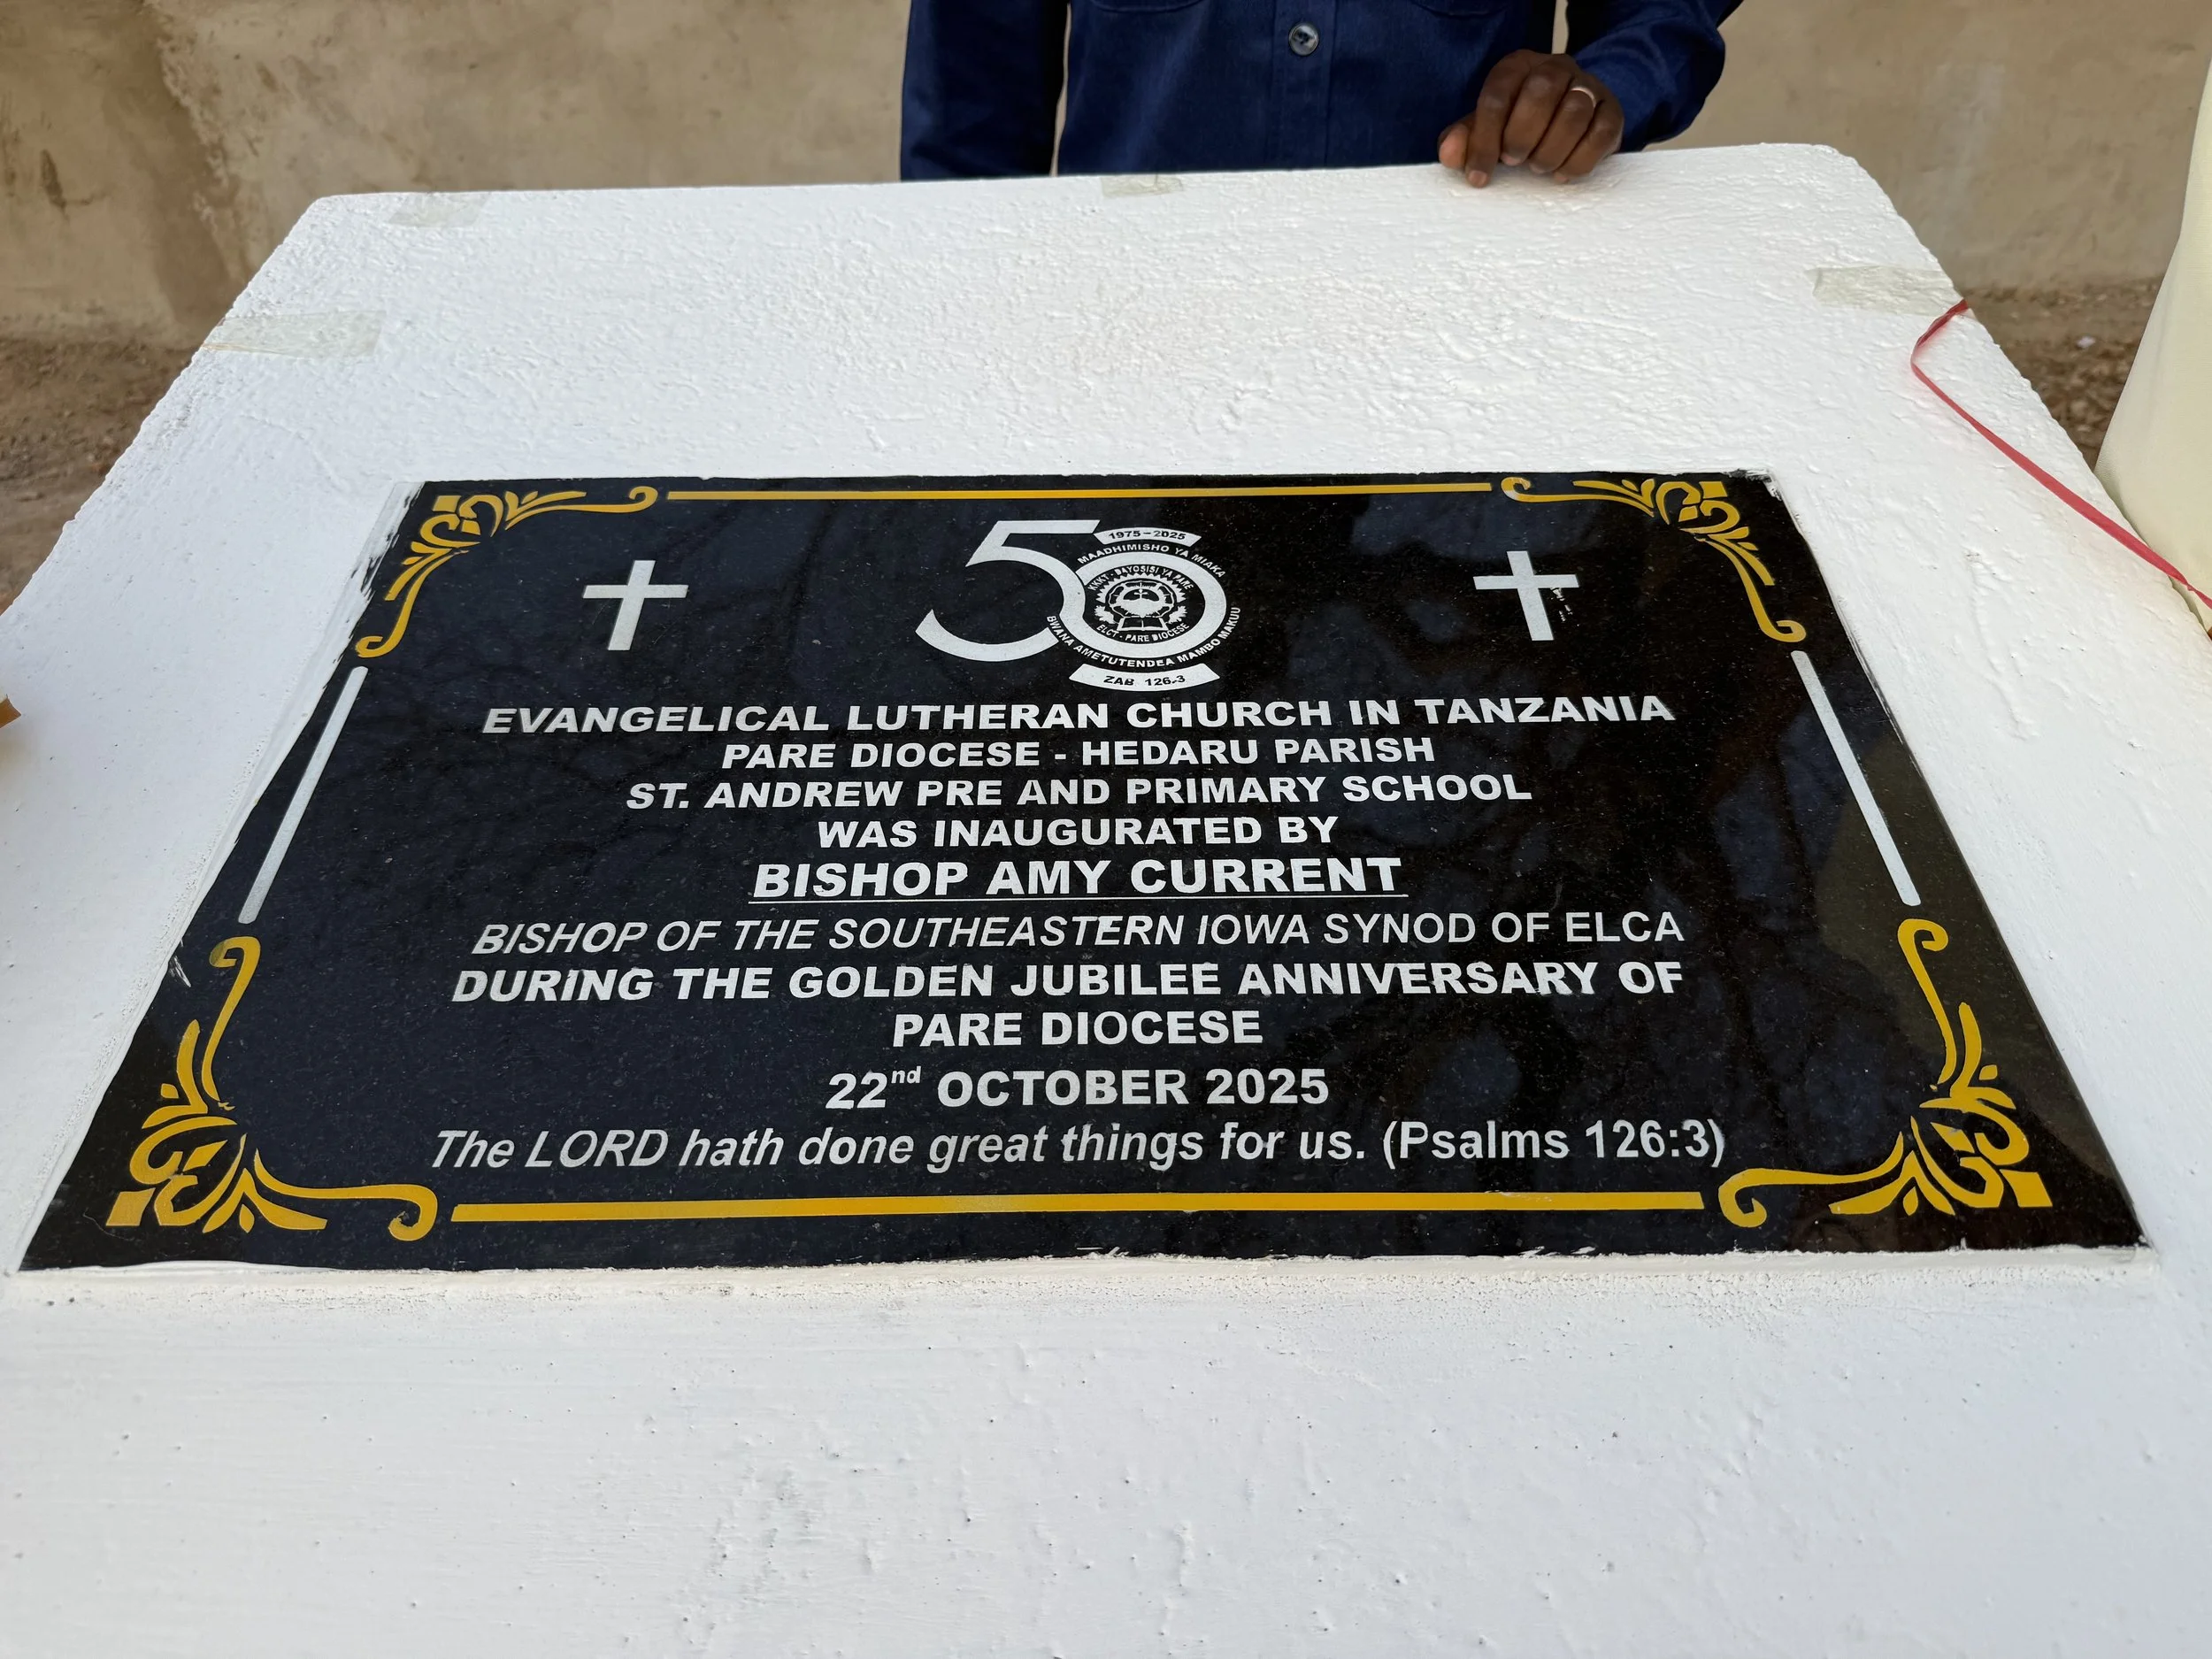 50
1975-2025
MAADHIMISHO YA MIAKA
KKKT - DAYOSISI YA PARE
ELCT - PARE DIOCESE
BWANA AMETUTENDEA MAMBO MAKUU
ZAB 126.3
EVANGELICAL LUTHERAN CHURCH IN TANZANIA
PARE DIOCESE - HEDARU PARISH
ST. ANDREW PRE AND PRIMARY SCHOOL
WAS INAUGURATED BY
BISHOP AMY CURRENT
BISHOP OF THE SOUTHEASTERN IOWA SYNOD OF ELCA
DURING THE GOLDEN JUBILEE ANNIVERSARY OF
PARE DIOCESE
22nd OCTOBER 2025
The LORD hath done great things for us. (Psalms 126:3)